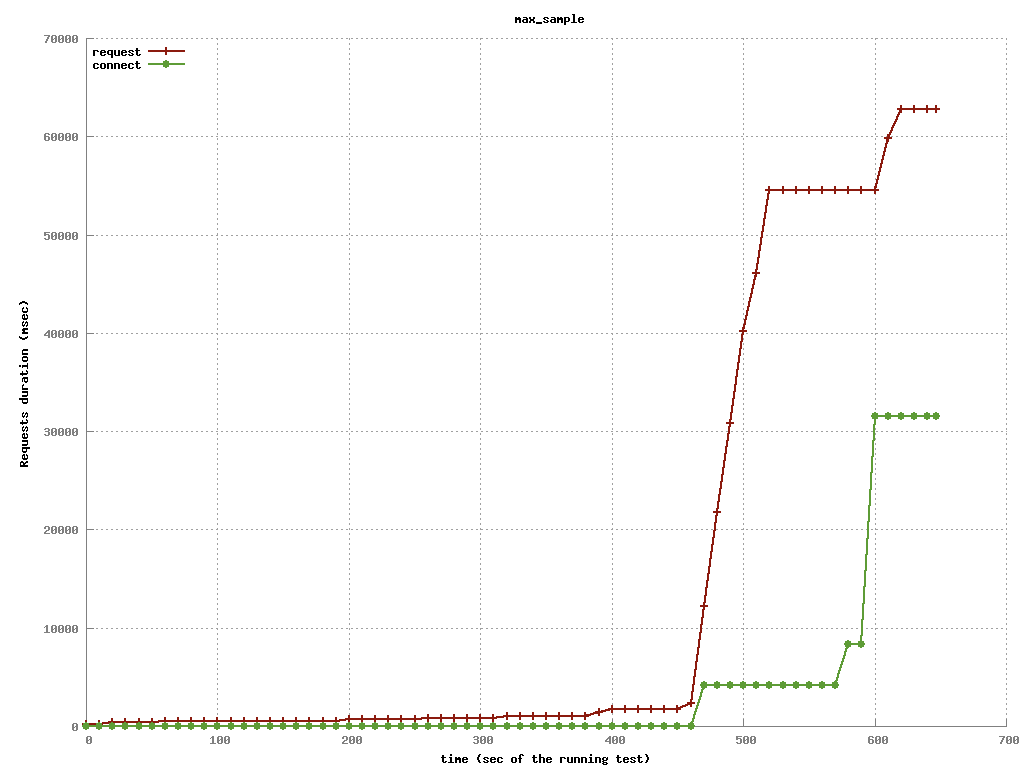 max_sample
70000
request
connect
60000
50000
40000
30000
20000
10000
0
Requests duration (msec)
0 100 200 300 400 500 600 700
time (sec of the running test)